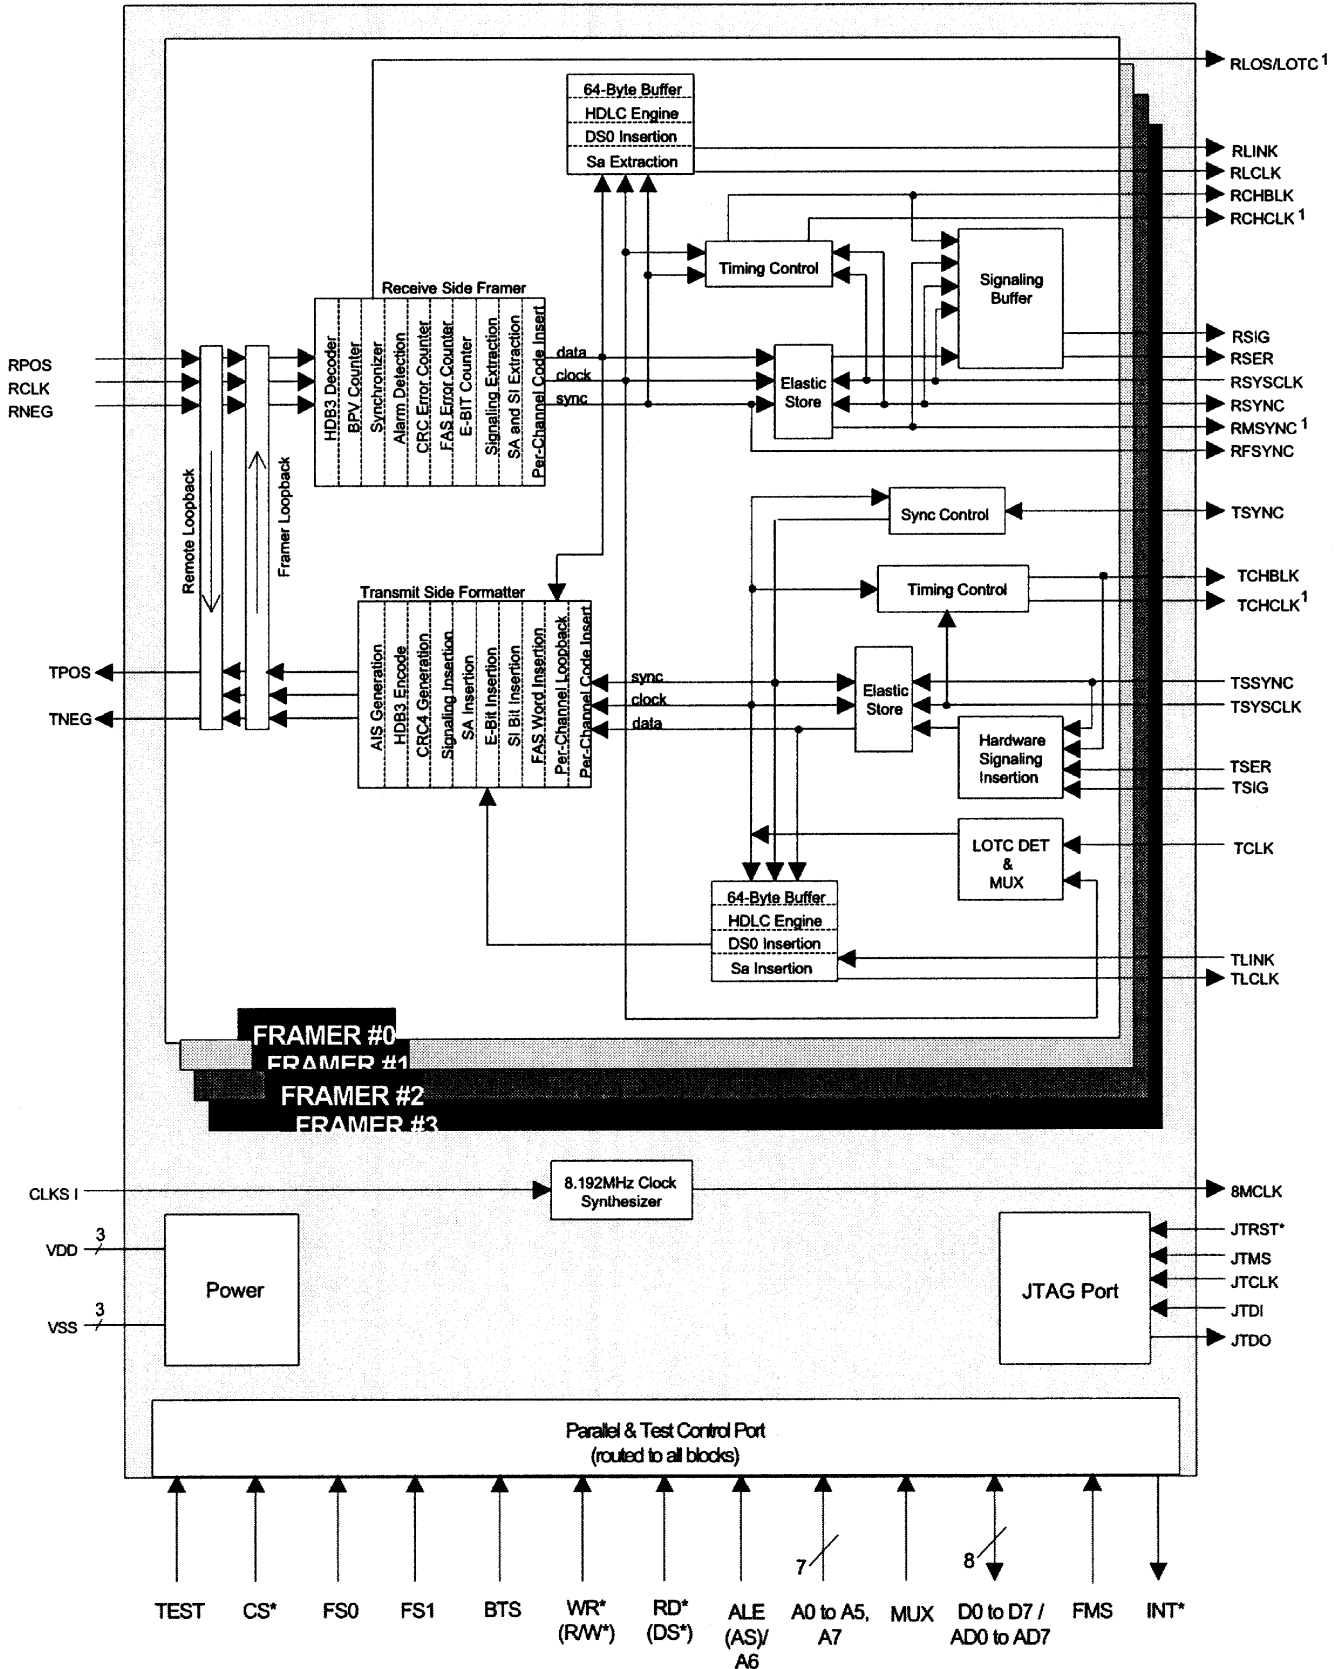 RLOS/LOTC 1
64-Byte Buffer
HDLC Engine
DS0 Insertion
Sa Extraction
RLINK
RLCLK
RCHBLK
RCHCLK 1
Timing Control
Signaling
Buffer
Receive Side Framer
HDB3 Decoder
BPV Counter
Synchronizer
Alarm Detection
CRC Error Counter
FAS Error Counter
E-BIT Counter
Signaling Extraction
SA and SI Extraction
Per-Channel Code Insert
RPOS
RCLK
RNEG
data
clock
sync
Elastic
Store
RSIG
RSER
RSYSCLK
RSYNC
RMSYNC 1
RFSYNC
Remote Loopback
Framer Loopback
Sync Control
TSYNC
Timing Control
TCHBLK
TCHCLK 1
Transmit Side Formatter
AIS Generation
HDB3 Encode
CRC4 Generation
Signaling Insertion
SA Insertion
E-Bit Insertion
SI Bit Insertion
FAS Word Insertion
Per-Channel Loopback
Per-Channel Code Insert
TPOS
TNEG
sync
clock
data
Elastic
Store
TSSYNC
TSYSCLK
Hardware
Signaling
Insertion
TSER
TSIG
LOTC DET
&
MUX
TCLK
64-Byte Buffer
HDLC Engine
DS0 Insertion
Sa Insertion
TLINK
TLCLK
FRAMER #0
FRAMER #1
FRAMER #2
FRAMER #3
CLKS I
8.192MHz Clock
Synthesizer
8MCLK
VDD
3
VSS
3
Power
JTAG Port
JTRST*
JTMS
JTCLK
JTDI
JTDO
Parallel & Test Control Port
(routed to all blocks)
7
8
TEST
CS*
FS0
FS1
BTS
WR*
(R/W*)
RD*
(DS*)
ALE
(AS)/
A6
A0 to A5,
A7
MUX
D0 to D7 /
AD0 to AD7
FMS
INT*